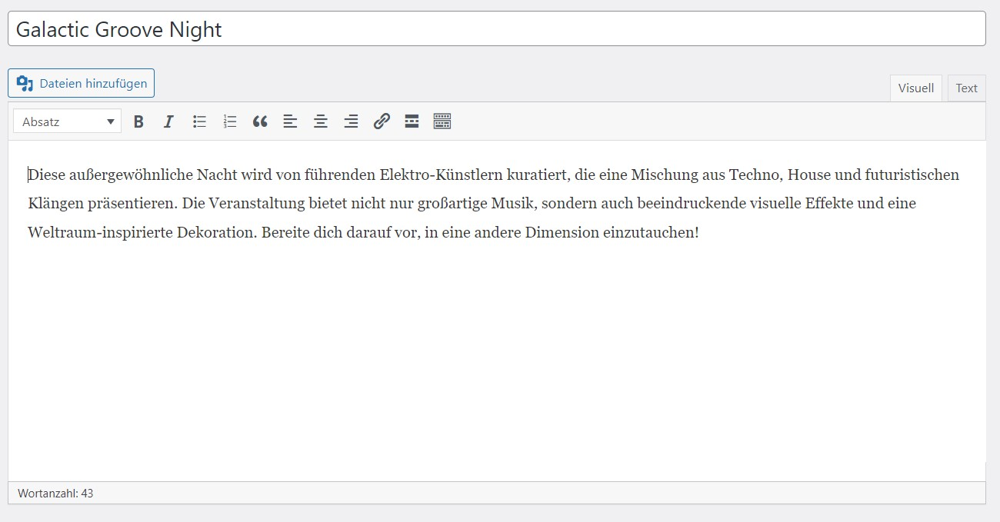 Galactic Groove Night
Dateien hinzufügen
Visuell Text
Absatz
Diese außergewöhnliche Nacht wird von führenden Elektro-Künstlern kuratiert, die eine Mischung aus Techno, House und futuristischen
Klängen präsentieren. Die Veranstaltung bietet nicht nur großartige Musik, sondern auch beeindruckende visuelle Effekte und eine
Weltraum-inspirierte Dekoration. Bereite dich darauf vor, in eine andere Dimension einzutauchen!
Wortanzahl: 43